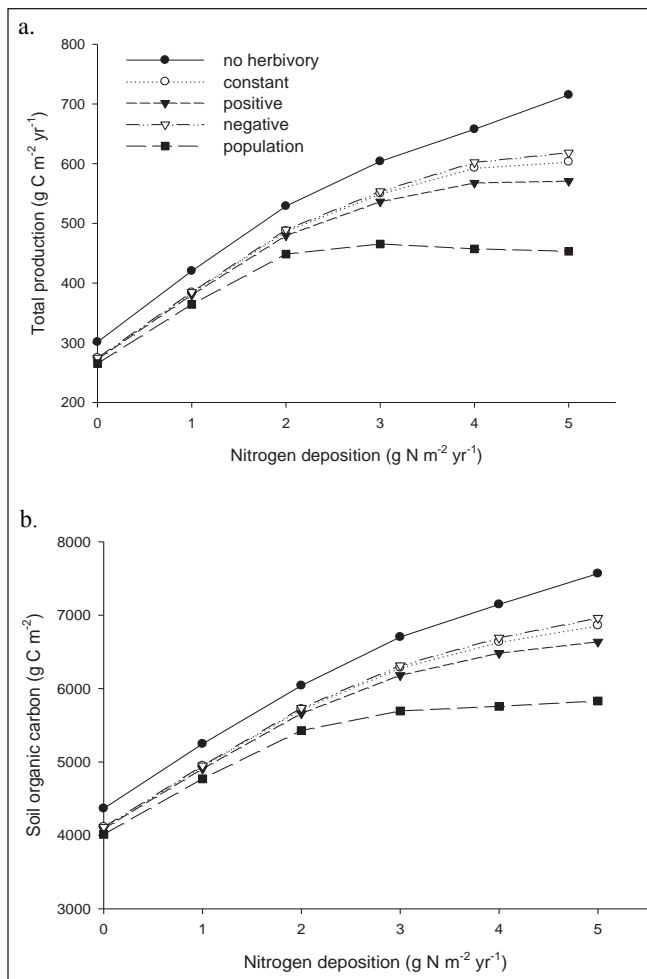 a.
800
700
600
500
400
300
200
Total production (g C m⁻² yr⁻¹)
no herbivory
constant
positive
negative
population
0 1 2 3 4 5
Nitrogen deposition (g N m⁻² yr⁻¹)
b.
8000
7000
6000
5000
4000
3000
Soil organic carbon (g C m⁻²)
0 1 2 3 4 5
Nitrogen deposition (g N m⁻² yr⁻¹)